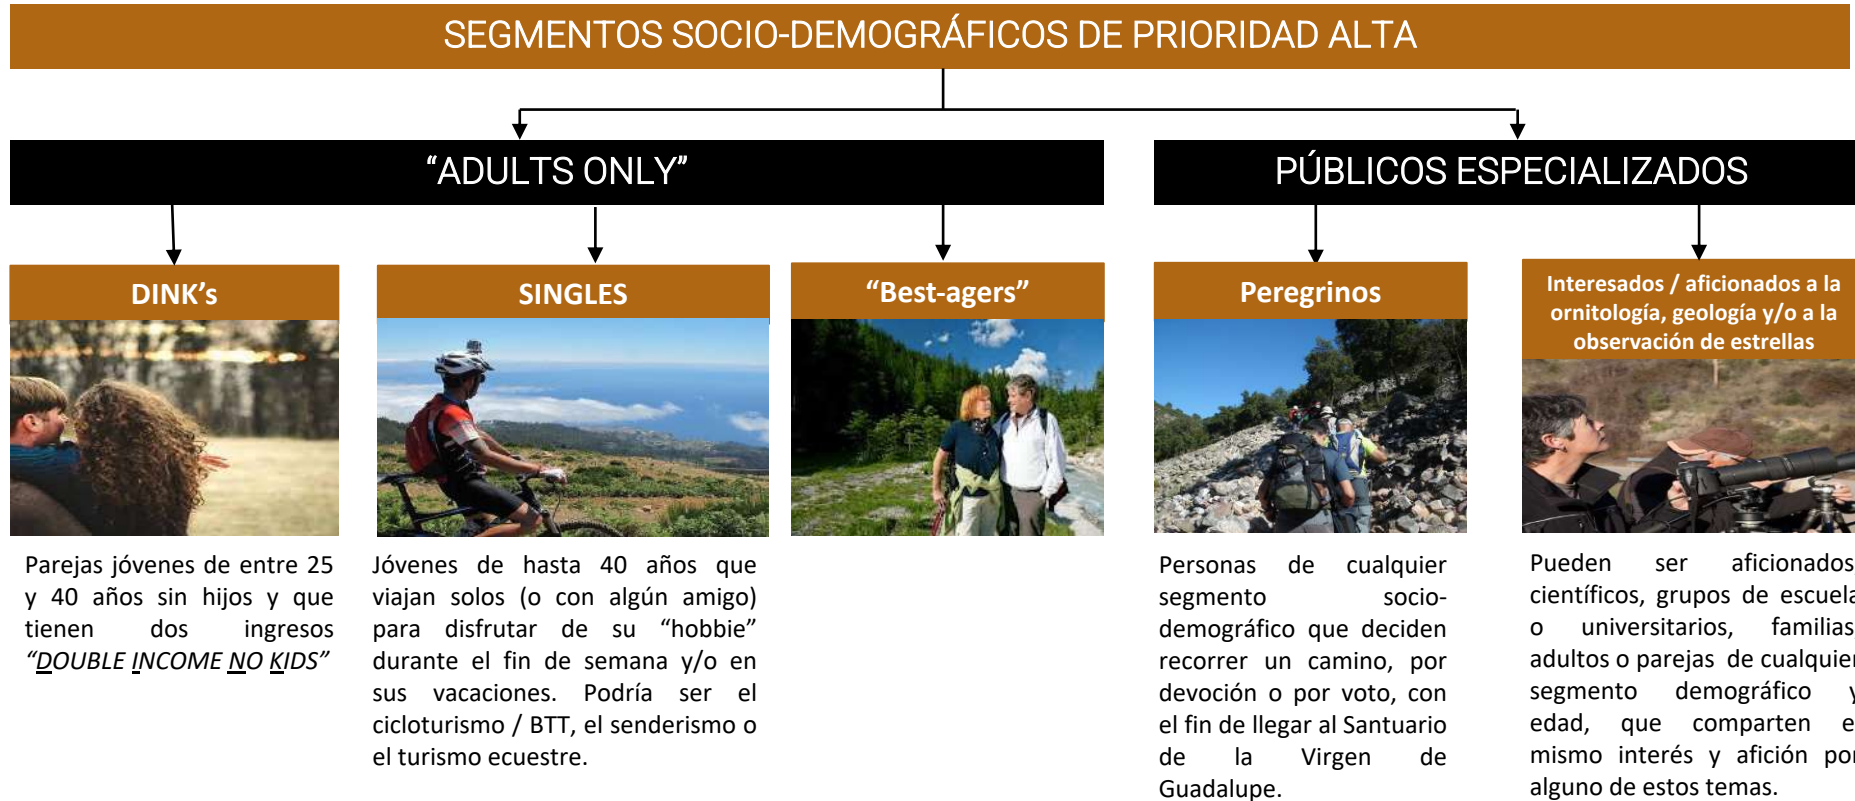 SEGMENTOS SOCIO-DEMOGRÁFICOS DE PRIORIDAD ALTA
“ADULTS ONLY”
PÚBLICOS ESPECIALIZADOS
DINK’s
Parejas jóvenes de entre 25
y 40 años sin hijos y que
tienen dos ingresos
“DOUBLE INCOME NO KIDS”
SINGLES
Jóvenes de hasta 40 años que
viajan solos (o con algún amigo)
para disfrutar de su “hobbie”
durante el fin de semana y/o en
sus vacaciones. Podría ser el
cicloturismo / BTT, el senderismo o
el turismo ecuestre.
“Best-agers”
Peregrinos
Personas de cualquier
segmento socio-
demográfico que deciden
recorrer un camino, por
devoción o por voto, con
el fin de llegar al Santuario
de la Virgen de
Guadalupe.
Interesados / aficionados a la
ornitología, geología y/o a la
observación de estrellas
Pueden ser aficionados
científicos, grupos de escuela
o universitarios, familias
adultos o parejas de cualquier
segmento demográfico y
edad, que comparten e
mismo interés y afición por
alguno de estos temas.